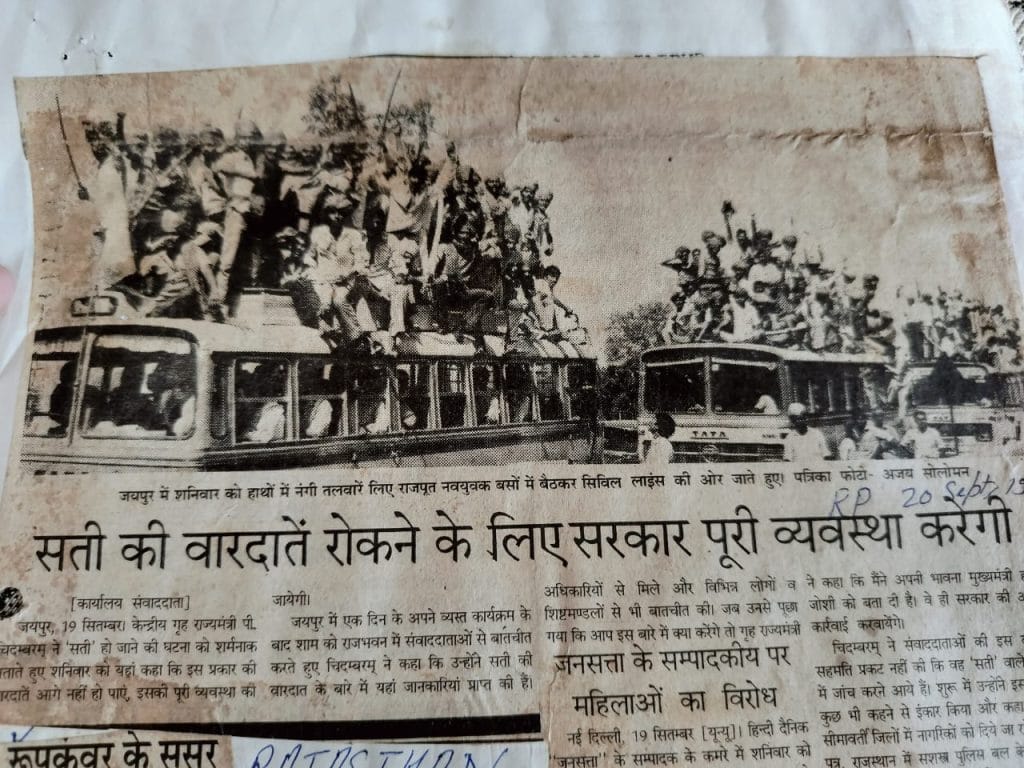 TATA
जयपुर में शनिवार को हाथों में नंगी तलवारें लिए राजपूत नवयुवक बसों में बैठकर सिविल लाइंस की ओर जाते हुए। पत्रिका फोटो- अजय सोलोमन
RP 20 Sept, 19
सती की वारदातें रोकने के लिए सरकार पूरी व्यवस्था करेगी
[कार्यालय संवाददाता]
जयपुर, 19 सितम्बर। केन्द्रीय गृह राज्यमंत्री पी.
चिदम्बरम् ने 'सती' हो जाने की घटना को शर्मनाक
बताते हुए शनिवार को यहां कहा कि इस प्रकार की
वारदातें आगे नहीं हो पाएं, इसकी पूरी व्यवस्था की
जायेगी।
जयपुर में एक दिन के अपने व्यस्त कार्यक्रम के
बाद शाम को राजभवन में संवाददाताओं से बातचीत
करते हुए चिदम्बरम् ने कहा कि उन्होंने सती की
वारदात के बारे में यहां जानकारियां प्राप्त की हैं।
अधिकारियों से मिले और विभिन्न लोगों व
शिष्टमण्डलों से भी बातचीत की। जब उनसे पूछा
गया कि आप इस बारे में क्या करेंगे तो गृह राज्यमंत्री
जनसत्ता के सम्पादकीय पर
महिलाओं का विरोध
नई दिल्ली, 19 सितम्बर [यूएू]। हिन्दी दैनिक
"जनसत्ता" के सम्पादक के कमरे में शनिवार को
ने कहा कि मैंने अपनी भावना मुख्यमंत्री
जोशी को बता दी है। वे ही सरकार की
कार्रवाई करवायेंगे।
चिदम्बरम् ने संवाददाताओं की इस
सहमति प्रकट नहीं की कि वह 'सती' वाले
में जांच करने आये हैं। शुरू में उन्होंने इस
कुछ भी कहने से इंकार किया और कहा
सीमावर्ती जिलों में नागरिकों को दिये जा
पत्र, राजस्थान में सशस्त्र पुलिस बल
रूपकंवर के ससुर
RAJASTHAN